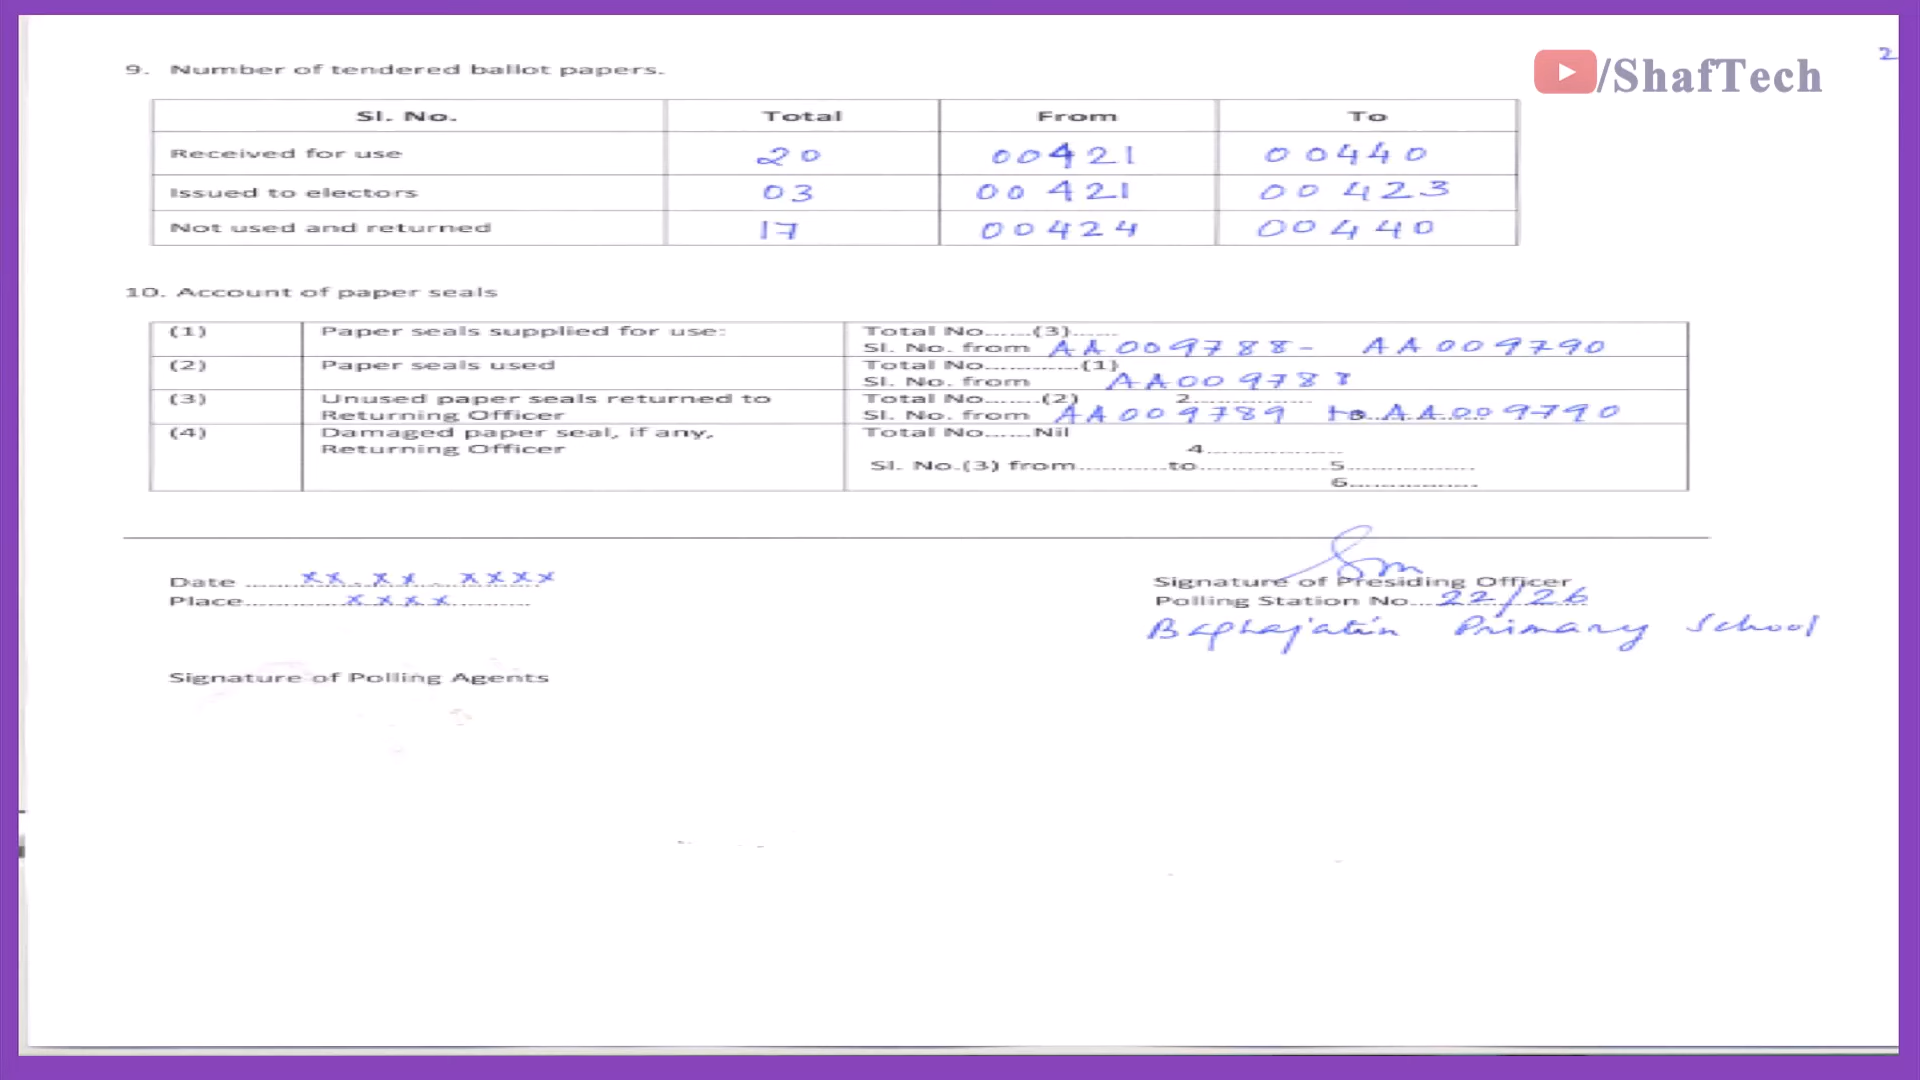 /ShafTech
2
9. Number of tendered ballot papers.
Sl. No. Total From To
Received for use 20 00421 00440
Issued to electors 03 00421 00423
Not used and returned 17 00424 00440
10. Account of paper seals
(1) Paper seals supplied for use: Total No......(3)......
Sl. No. from AA009788- AA009790
(2) Paper seals used Total No............(1)
Sl. No. from AA009788
(3) Unused paper seals returned to Total No.......(2) 2...............
Returning Officer Sl. No. from AA009789 to AA009790
(4) Damaged paper seal, if any, Total No......Nil
Returning Officer 4.................
Sl. No.(3) from...........to................ 5................
6................
Date ......xx.xx.xxxx
Place..............xxxx............
Signature of Presiding Officer
Polling Station No...22/26
Primary School
Signature of Polling Agents